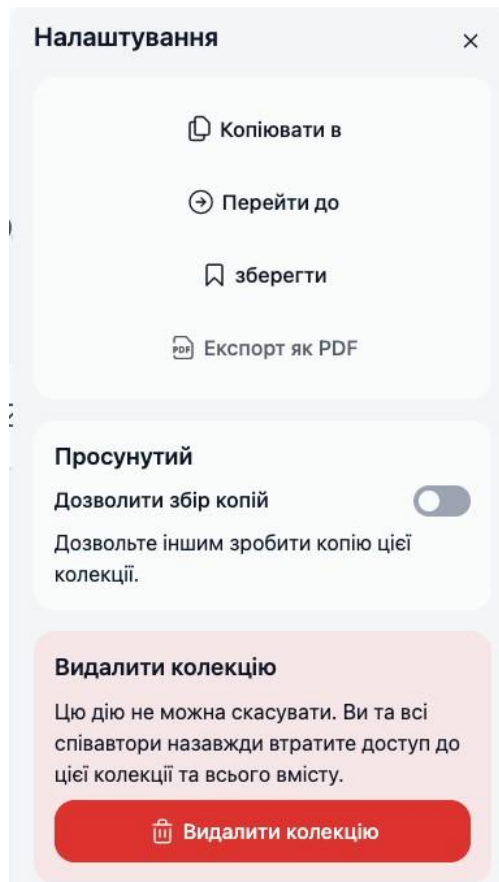 Налаштування
Копіювати в
Перейти до
зберегти
PDF Експорт як PDF
Просунутий
Дозволити збір копій
Дозвольте іншим зробити копію цієї
колекції.
Видалити колекцію
Цю дію не можна скасувати. Ви та всі
співавтори назавжди втратите доступ до
цієї колекції та всього вмісту.
Видалити колекцію